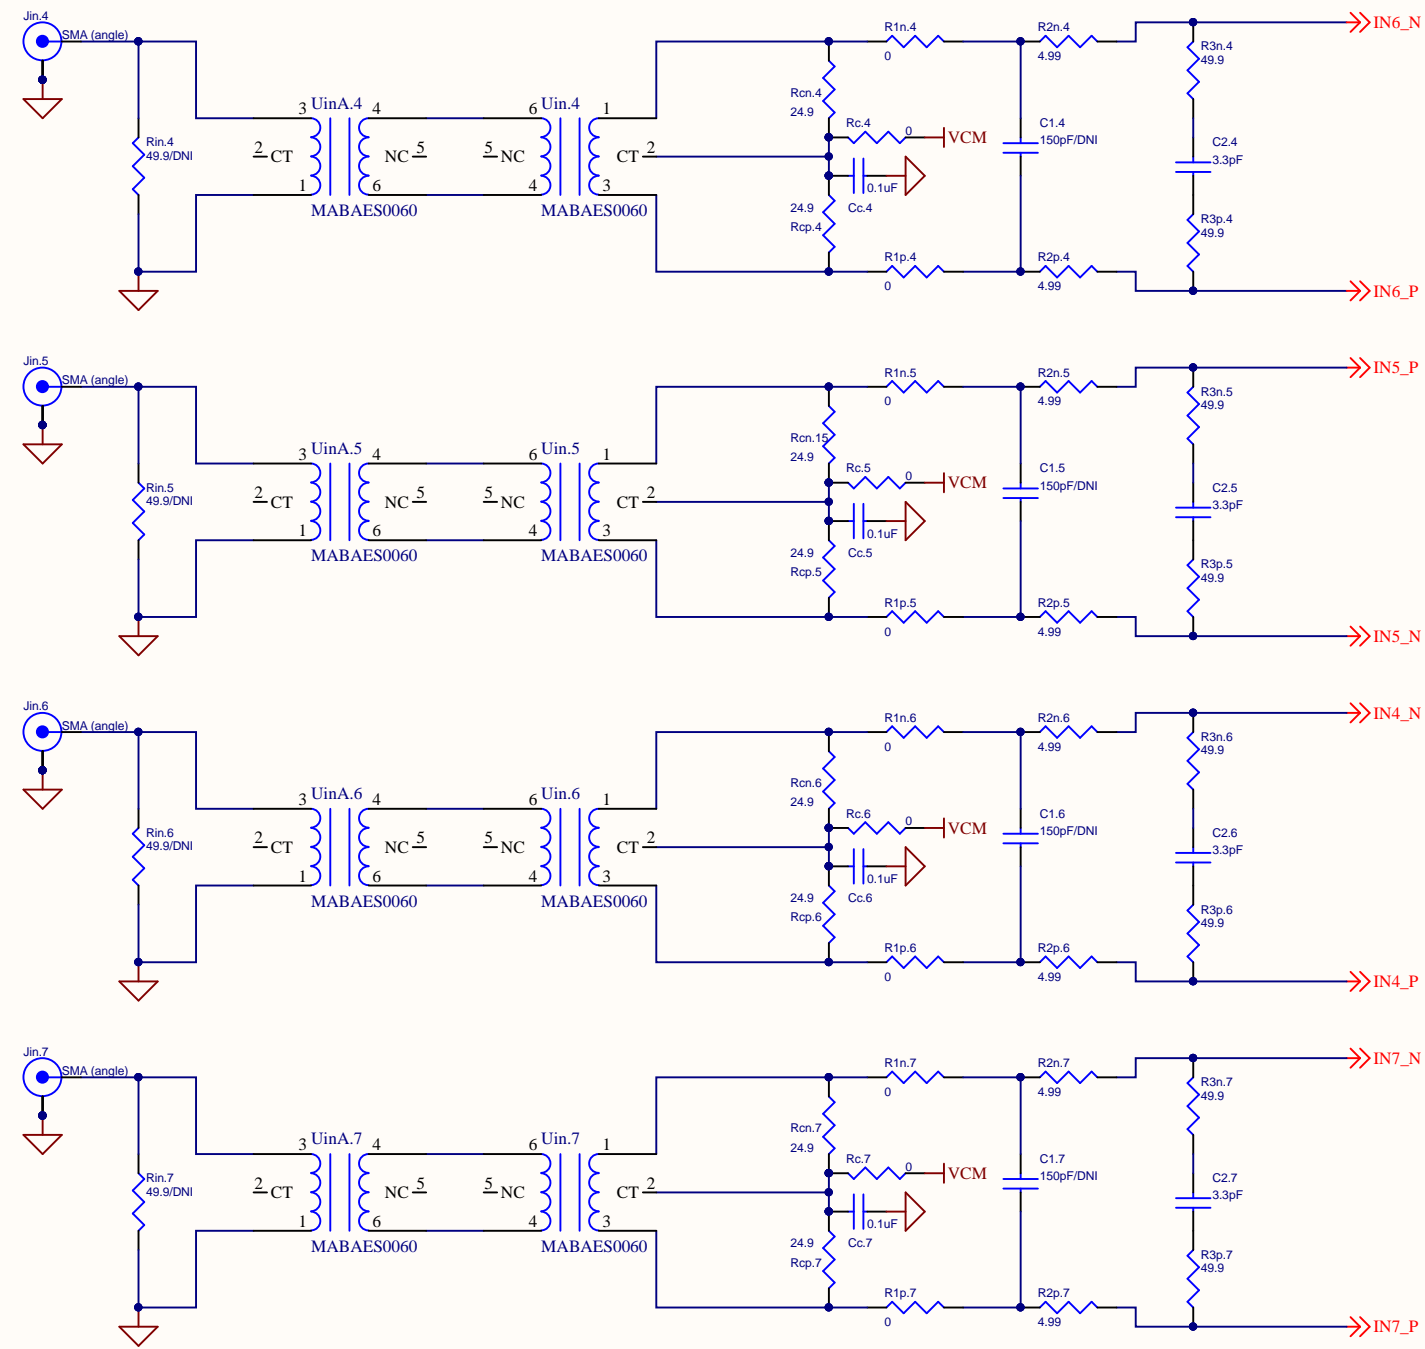 Jin.4
SMA (angle)
Rin.4
49.9/DNI
3 UinA.4 4
2 CT
NC 5
1
6
MABAES0060
6 Uin.4 1
5 NC
CT 2
4
3
MABAES0060
Rcn.4
24.9
Rc.4
0
VCM
0.1uF
Cc.4
24.9
Rcp.4
R1n.4
0
R1p.4
0
C1.4
150pF/DNI
R2n.4
4.99
R2p.4
4.99
R3n.4
49.9
C2.4
3.3pF
R3p.4
49.9
IN6_N
IN6_P
Jin.5
SMA (angle)
Rin.5
49.9/DNI
3 UinA.5 4
2 CT
NC 5
1
6
MABAES0060
6 Uin.5 1
5 NC
CT 2
4
3
MABAES0060
Rcn.15
24.9
Rc.5
0
VCM
0.1uF
Cc.5
24.9
Rcp.5
R1n.5
0
R1p.5
0
C1.5
150pF/DNI
R2n.5
4.99
R2p.5
4.99
R3n.5
49.9
C2.5
3.3pF
R3p.5
49.9
IN5_P
IN5_N
Jin.6
SMA (angle)
Rin.6
49.9/DNI
3 UinA.6 4
2 CT
NC 5
1
6
MABAES0060
6 Uin.6 1
5 NC
CT 2
4
3
MABAES0060
Rcn.6
24.9
Rc.6
0
VCM
0.1uF
Cc.6
24.9
Rcp.6
R1n.6
0
R1p.6
0
C1.6
150pF/DNI
R2n.6
4.99
R2p.6
4.99
R3n.6
49.9
C2.6
3.3pF
R3p.6
49.9
IN4_N
IN4_P
Jin.7
SMA (angle)
Rin.7
49.9/DNI
3 UinA.7 4
2 CT
NC 5
1
6
MABAES0060
6 Uin.7 1
5 NC
CT 2
4
3
MABAES0060
Rcn.7
24.9
Rc.7
0
VCM
0.1uF
Cc.7
24.9
Rcp.7
R1n.7
0
R1p.7
0
C1.7
150pF/DNI
R2n.7
4.99
R2p.7
4.99
R3n.7
49.9
C2.7
3.3pF
R3p.7
49.9
IN7_N
IN7_P